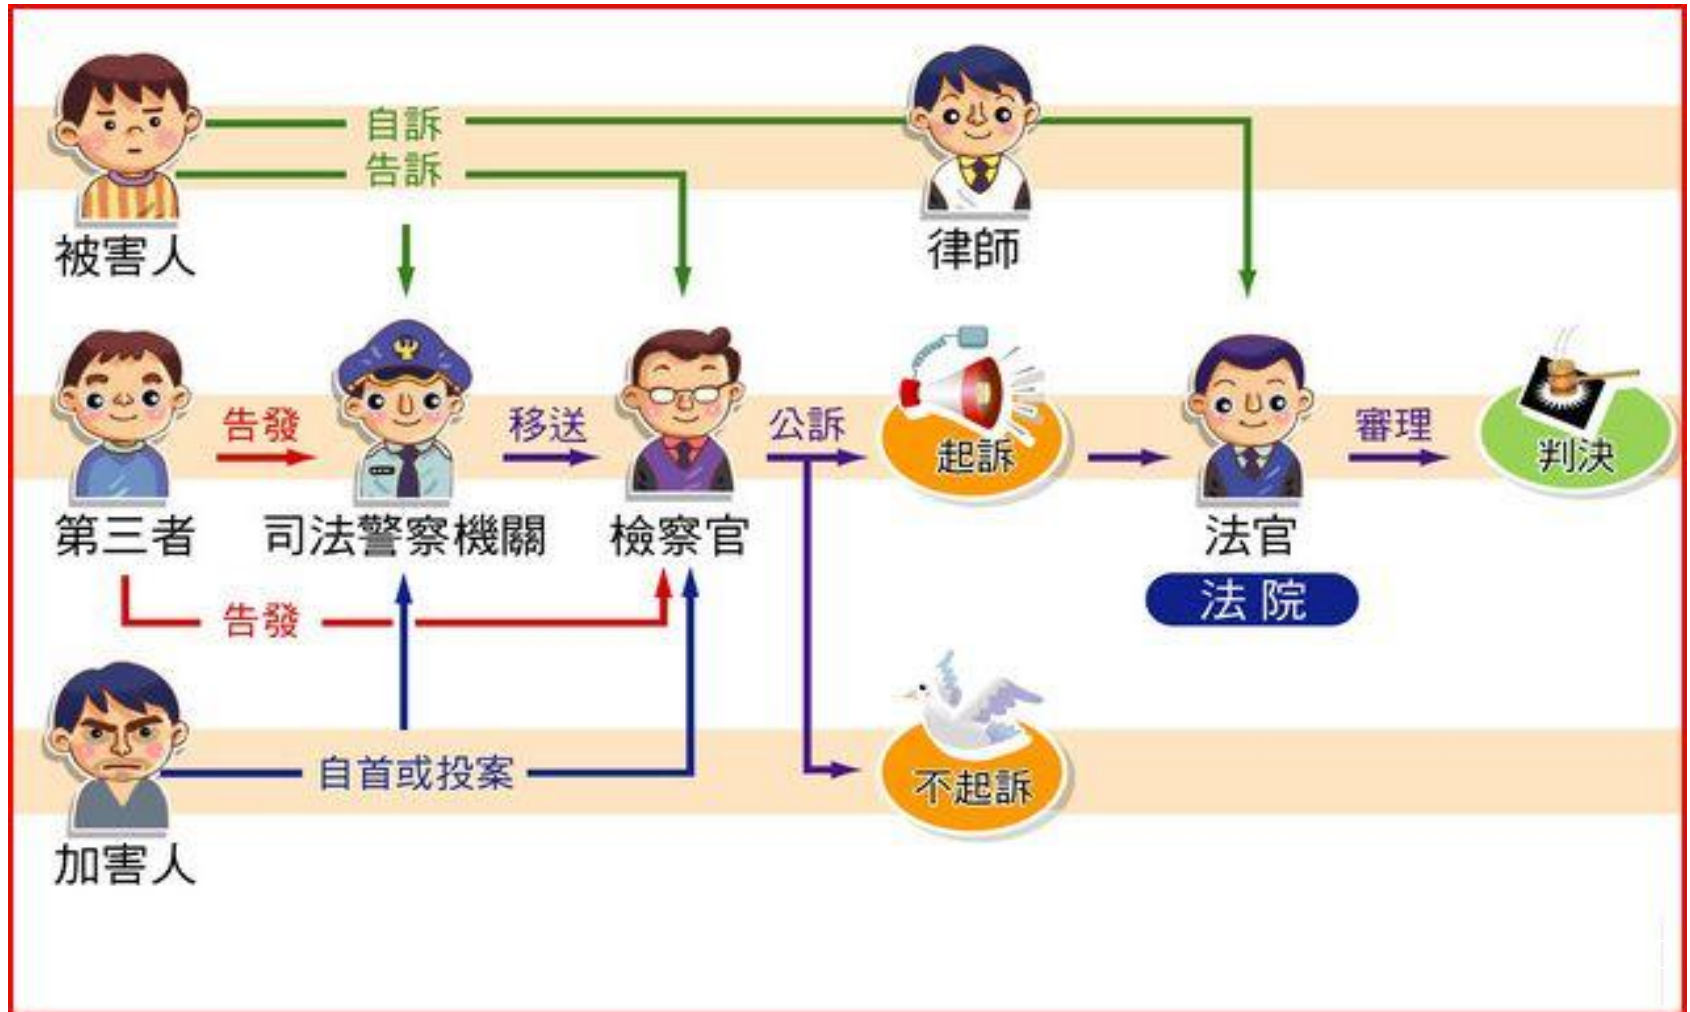 自訴
告訴
被害人
律師
告發
移送
公訴
起訴
審理
判決
第三者
司法警察機關
檢察官
法官
法院
告發
自首或投案
不起訴
加害人